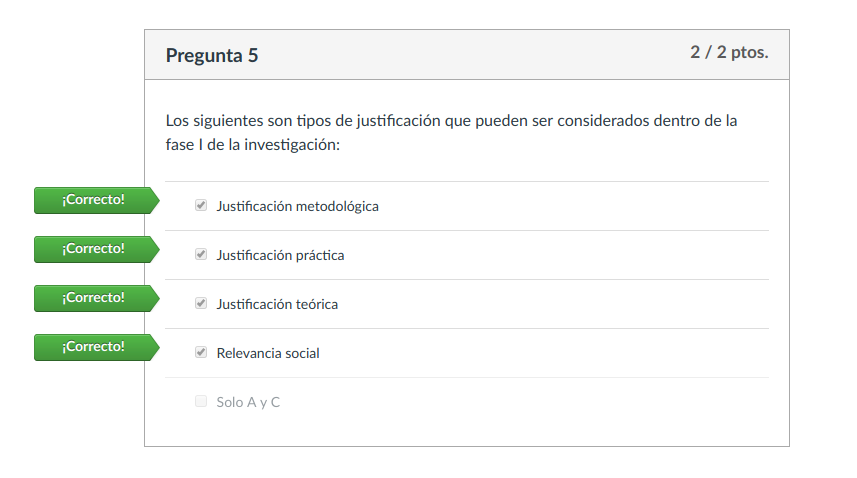 Pregunta 5
2 / 2 ptos.
Los siguientes son tipos de justificación que pueden ser considerados dentro de la
fase I de la investigación:
¡Correcto!
Justificación metodológica
¡Correcto!
Justificación práctica
¡Correcto!
Justificación teórica
¡Correcto!
Relevancia social
Solo A y C